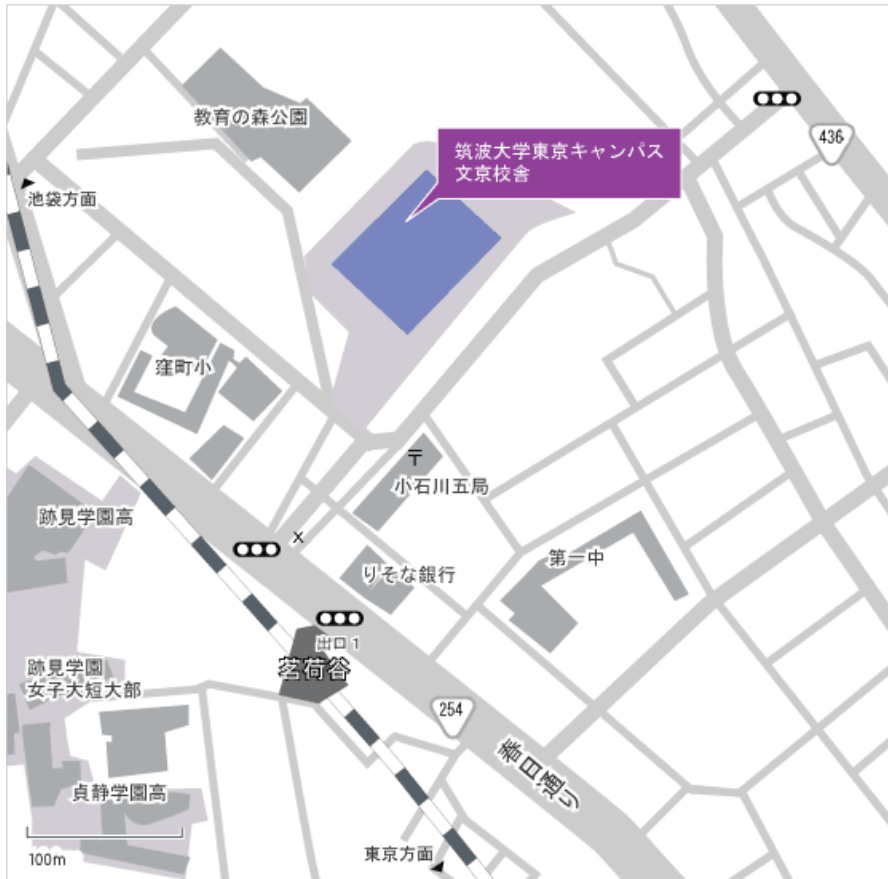 教育の森公園
筑波大学東京キャンパス
文京校舎
436
池袋方面
窪町小
〒
小石川五局
跡見学園高
X
りそな銀行
第一中
出口1
茗荷谷
跡見学園
女子大短大部
254
春日通り
貞静学園高
東京方面
100m